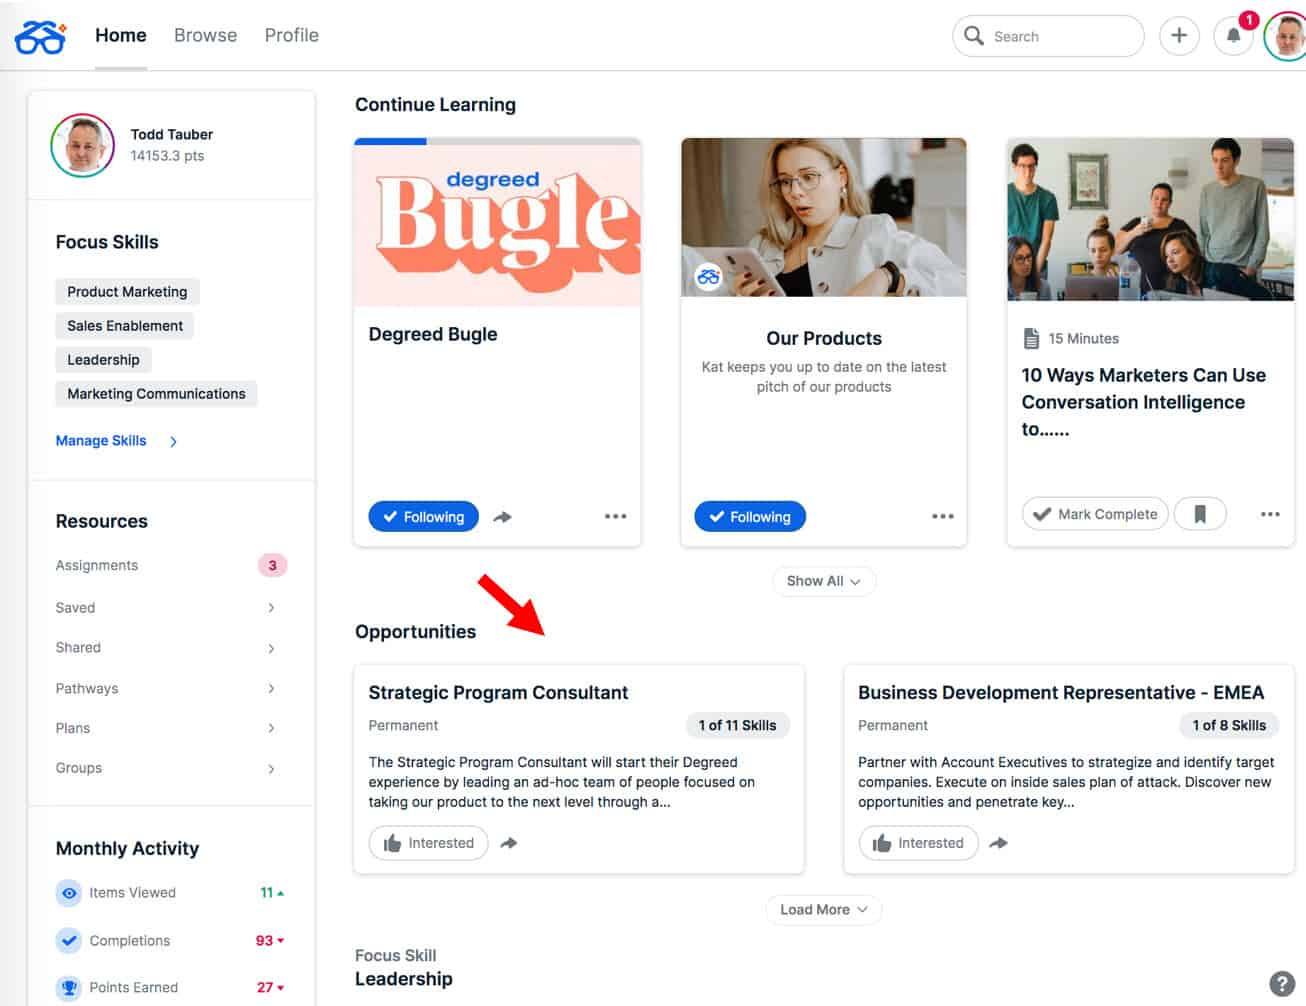 Home Browse Profile
Search
1
Todd Tauber
14153.3 pts
Focus Skills
Product Marketing
Sales Enablement
Leadership
Marketing Communications
Manage Skills
Resources
Assignments 3
Saved
Shared
Pathways
Plans
Groups
Monthly Activity
Items Viewed 11
Completions 93
Points Earned 27
Continue Learning
degreed
Bugle
Degreed Bugle
Following
Our Products
Kat keeps you up to date on the latest
pitch of our products
Following
15 Minutes
10 Ways Marketers Can Use
Conversation Intelligence
to......
Mark Complete
Show All
Opportunities
Strategic Program Consultant
Permanent 1 of 11 Skills
The Strategic Program Consultant will start their Degreed
experience by leading an ad-hoc team of people focused on
taking our product to the next level through a...
Interested
Business Development Representative - EMEA
Permanent 1 of 8 Skills
Partner with Account Executives to strategize and identify target
companies. Execute on inside sales plan of attack. Discover new
opportunities and penetrate key...
Interested
Load More
Focus Skill
Leadership
?